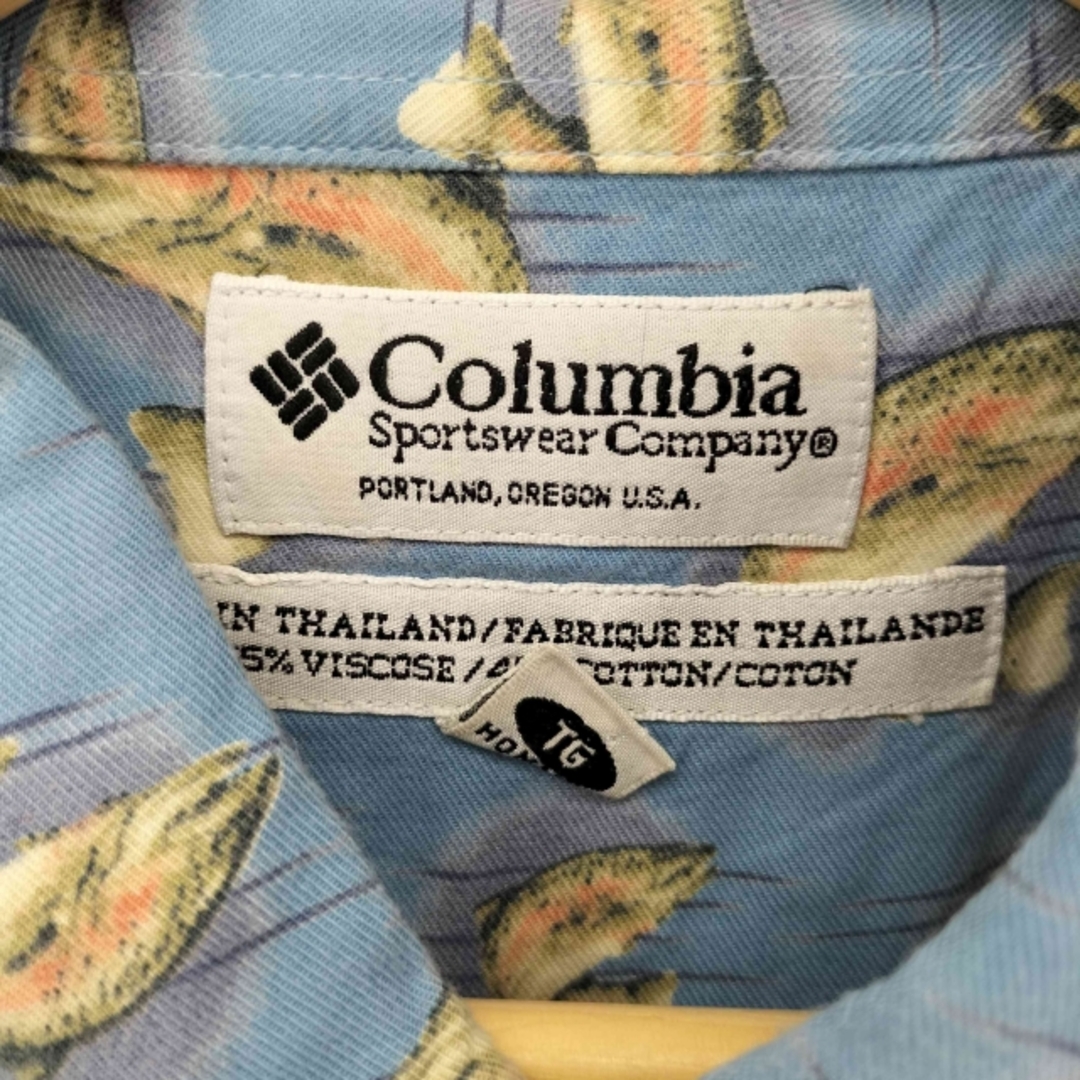 Columbia
Sportswear Company®
PORTLAND, OREGON U.S.A.
IN THAILAND/FABRIQUE EN THAILANDE
5% VISCOSE/4 COTTON/COTON
TG